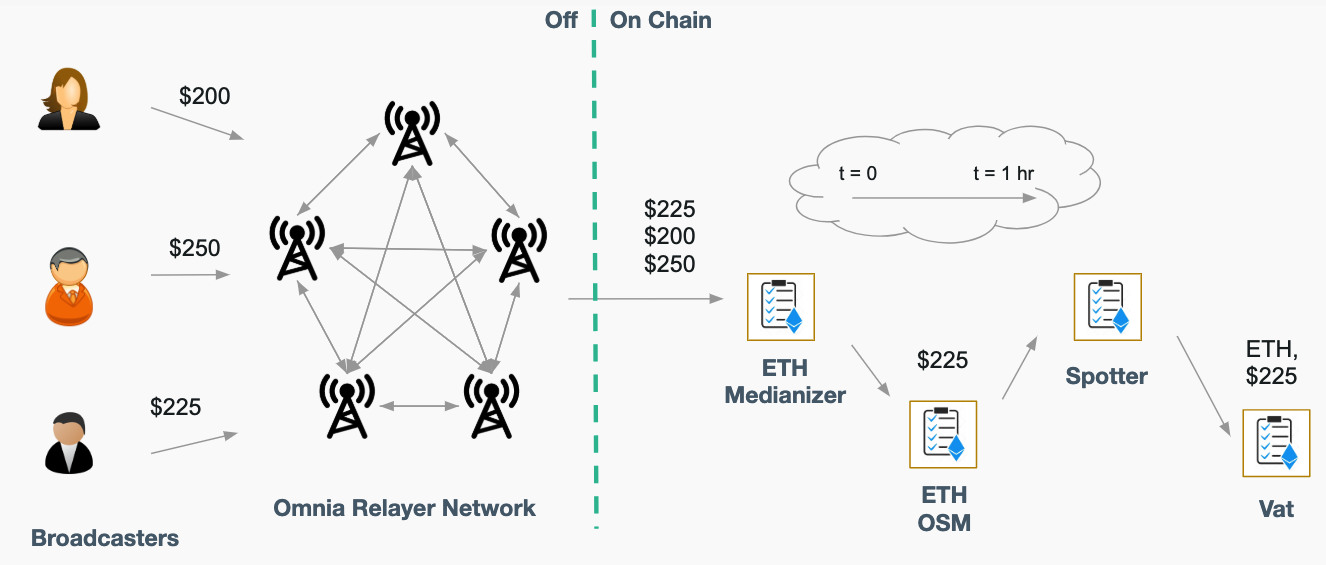 Off
On Chain
$200
$250
$225
Broadcasters
Omnia Relayer Network
$225
$200
$250
t = 0
t = 1 hr
ETH
Medianizer
$225
ETH
OSM
Spotter
ETH,
$225
Vat